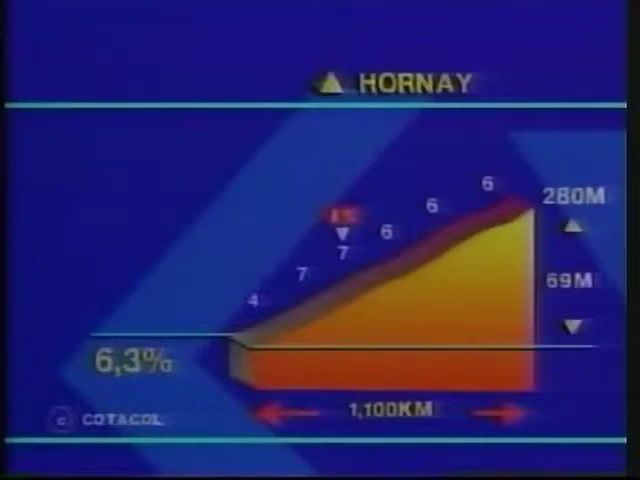 HORNAY
6
280M
6
6
7
7
4
69M
6,3%
1,100KM
c COTACOL